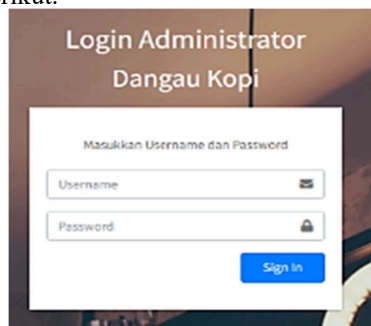 Login Administrator
Dangau Kopi
Masukkan Username dan Password
Username
Password
Sign In